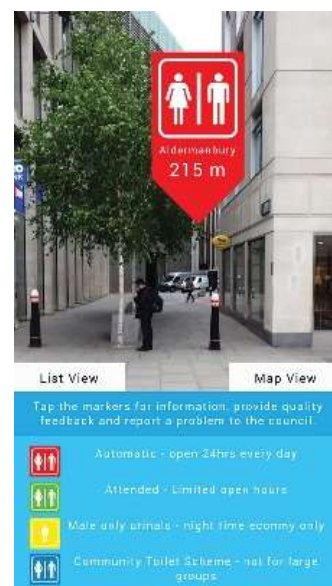 Aldermanbury
215 m
List View
Map View
Tap the markers for information, provide quality
feedback and report a problem to the council.
Automatic - open 24hrs every day
Attended - Limited open hours
Male only urinals - night time econmy only
Community Toilet Scheme - not for large
groups